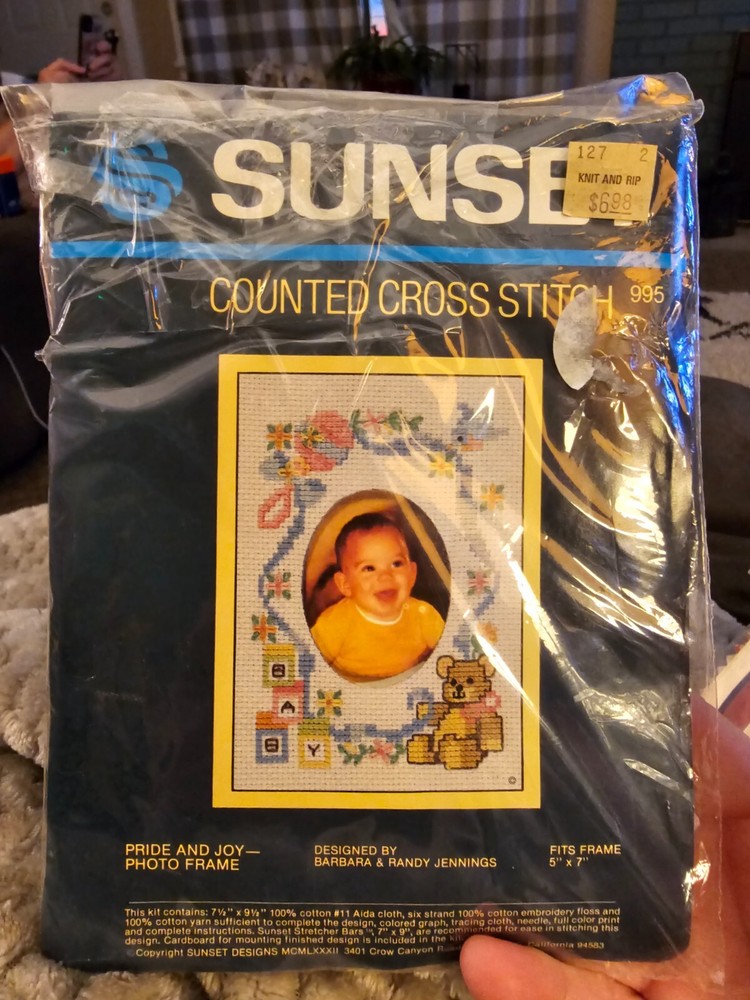 127 2
KNIT AND RIP
$6.98
SUNSE
COUNTED CROSS STITCH 995
B
A
B Y
PRIDE AND JOY—
PHOTO FRAME
DESIGNED BY
BARBARA & RANDY JENNINGS
FITS FRAME
5" x 7"
This kit contains: 7½" x 9½" 100% cotton #11 Aida cloth, six strand 100% cotton embroidery floss and
100% cotton yarn sufficient to complete the design, colored graph, tracing cloth, needle, full color print
and complete instructions. Sunset Stretcher Bars ™, 7" x 9", are recommended for ease in stitching this
design. Cardboard for mounting finished design is included in the kit
Copyright SUNSET DESIGNS MCMLXXXII 3401 Crow Canyon California 94583